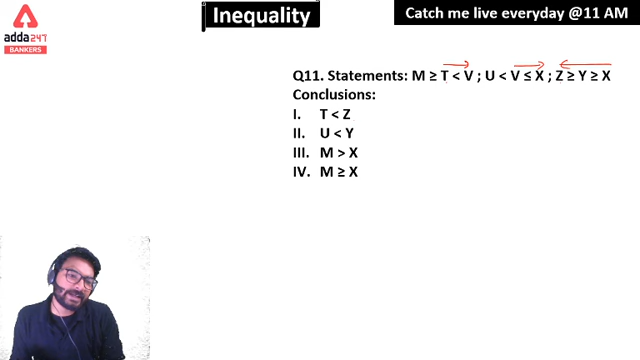 Inequality
Catch me live everyday @11 AM
adda247
BANKERS
Q11. Statements: M ≥ T < V ; U < V ≤ X ; Z ≥ Y ≥ X
Conclusions:
I. T < Z
II. U < Y
III. M > X
IV. M ≥ X